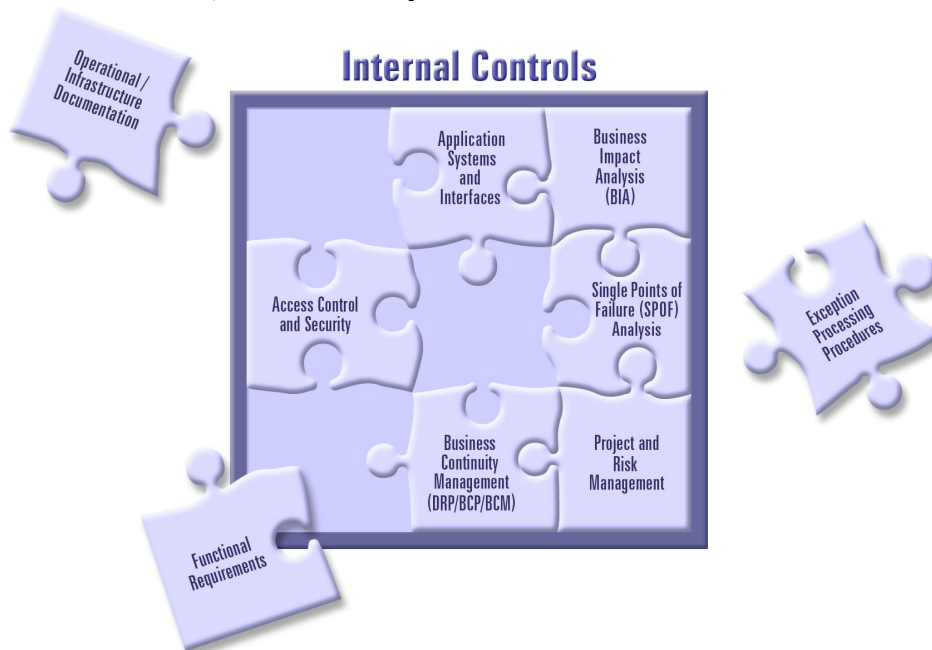 Internal Controls
Operational /
Infrastructure
Documentation
Application
Systems
and
Interfaces
Business
Impact
Analysis
(BIA)
Access Control
and Security
Single Points of
Failure (SPOF)
Analysis
Exception
Processing
Procedures
Business
Continuity
Management
(DRP/BCP/BCM)
Project and
Risk
Management
Functional
Requirements